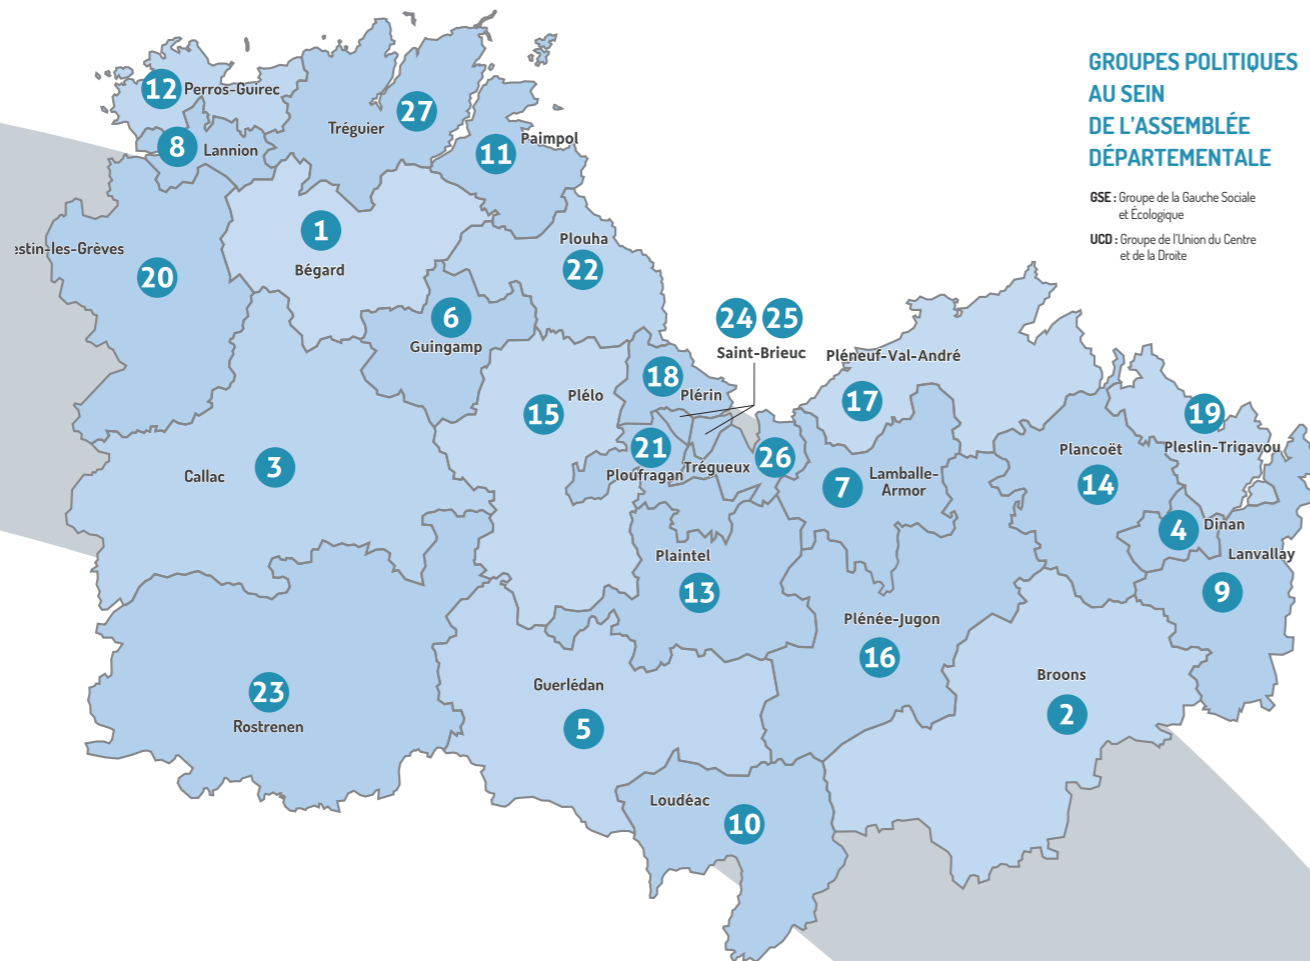 GROUPES POLITIQUES
AU SEIN
DE L'ASSEMBLÉE
DÉPARTEMENTALE
GSE : Groupe de la Gauche Sociale
et Écologique
UCD : Groupe de l'Union du Centre
et de la Droite
12 Perros-Guirec
8 Lannion
Tréguier 27
11 Paimpol
1
Bégard
estin-les-Grèves
20
Plouha
22
6
Guingamp
24 25
Saint-Brieuc
18
Plérin
15 Plélo
Pléneuf-Val-André
17
19
Pleslin-Trigavou
21
Ploufragan
Trégueux 26
7 Lamballe-
Armor
Plancoët
14
4 Dinan
Lanvallay
9
Callac 3
Plaintel
13
Plénée-Jugon
16
23
Rostrenen
Guerlédan
5
Broons
2
Loudéac
10